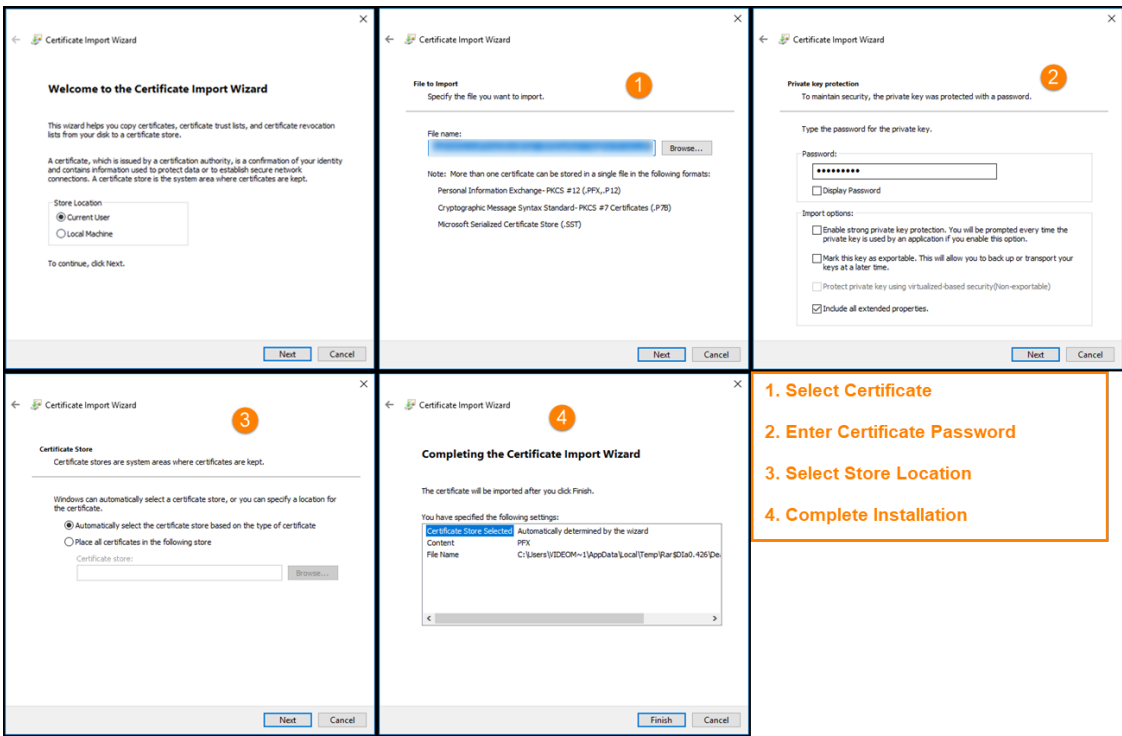 Certificate Import Wizard
Welcome to the Certificate Import Wizard
This wizard helps you copy certificates, certificate trust lists, and certificate revocation
lists from your disk to a certificate store.
A certificate, which is issued by a certification authority, is a confirmation of your identity
and contains information used to protect data or to establish secure network
connections. A certificate store is the system area where certificates are kept.
Store Location
Current User
Local Machine
To continue, click Next.
Next Cancel
Certificate Import Wizard
1
File to Import
Specify the file you want to import.
File name:
Browse...
Note: More than one certificate can be stored in a single file in the following formats:
Personal Information Exchange- PKCS #12 (.PFX,.P12)
Cryptographic Message Syntax Standard- PKCS #7 Certificates (.P7B)
Microsoft Serialized Certificate Store (.SST)
Next Cancel
Certificate Import Wizard
2
Private key protection
To maintain security, the private key was protected with a password.
Type the password for the private key.
Password:
•••••••••
Display Password
Import options:
Enable strong private key protection. You will be prompted every time the
private key is used by an application if you enable this option.
Mark this key as exportable. This will allow you to back up or transport your
keys at a later time.
Protect private key using virtualized-based security(Non-exportable)
Include all extended properties.
Next Cancel
Certificate Import Wizard
3
Certificate Store
Certificate stores are system areas where certificates are kept.
Windows can automatically select a certificate store, or you can specify a location for
the certificate.
Automatically select the certificate store based on the type of certificate
Place all certificates in the following store
Certificate store:
Browse...
Next Cancel
Certificate Import Wizard
4
Completing the Certificate Import Wizard
The certificate will be imported after you click Finish.
You have specified the following settings:
Certificate Store Selected Automatically determined by the wizard
Content PFX
File Name C:\Users\VIDEOM~1\AppData\Local\Temp\Rar$DIa0.426\De
Finish Cancel
1. Select Certificate
2. Enter Certificate Password
3. Select Store Location
4. Complete Installation